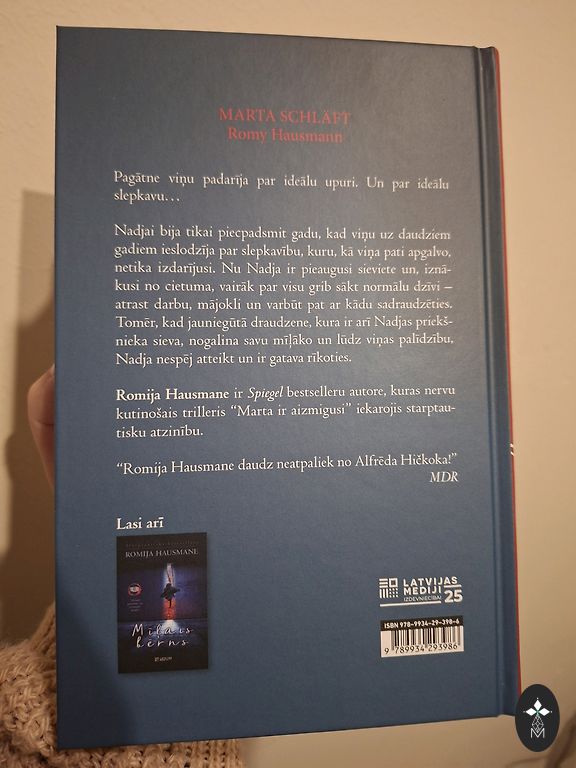 MARTA SCHLÄFT
Romy Hausmann
Pagātne viņu padarīja par ideālu upuri. Un par ideālu
slepkavu…
Nadjai bija tikai piecpadsmit gadu, kad viņu uz daudziem
gadiem ieslodzīja par slepkavību, kuru, kā viņa pati apgalvo,
netika izdarījusi. Nu Nadja ir pieaugusi sieviete un, iznā-
kusi no cietuma, vairāk par visu grib sākt normālu dzīvi –
atrast darbu, mājokli un varbūt pat ar kādu sadraudzēties.
Tomēr, kad jauniegūtā draudzene, kura ir arī Nadjas priekš-
nieka sieva, nogalina savu mīļāko un lūdz viņas palīdzību,
Nadja nespēj atteikt un ir gatava rīkoties.
Romija Hausmane ir Spiegel bestselleru autore, kuras nervu
kutinošais trilleris “Marta ir aizmigusi” iekarojis starptau-
tisku atzinību.
“Romija Hausmane daudz neatpaliek no Alfrēda Hičkoka!”
MDR
Lasi arī
ROMIJA HAUSMANE
Mīļais
bērns
LATVIJAS
MEDIJI
IZDEVNIECĪBAI
25
ISBN 978-9934-29-398-6
9 789934 293986
M